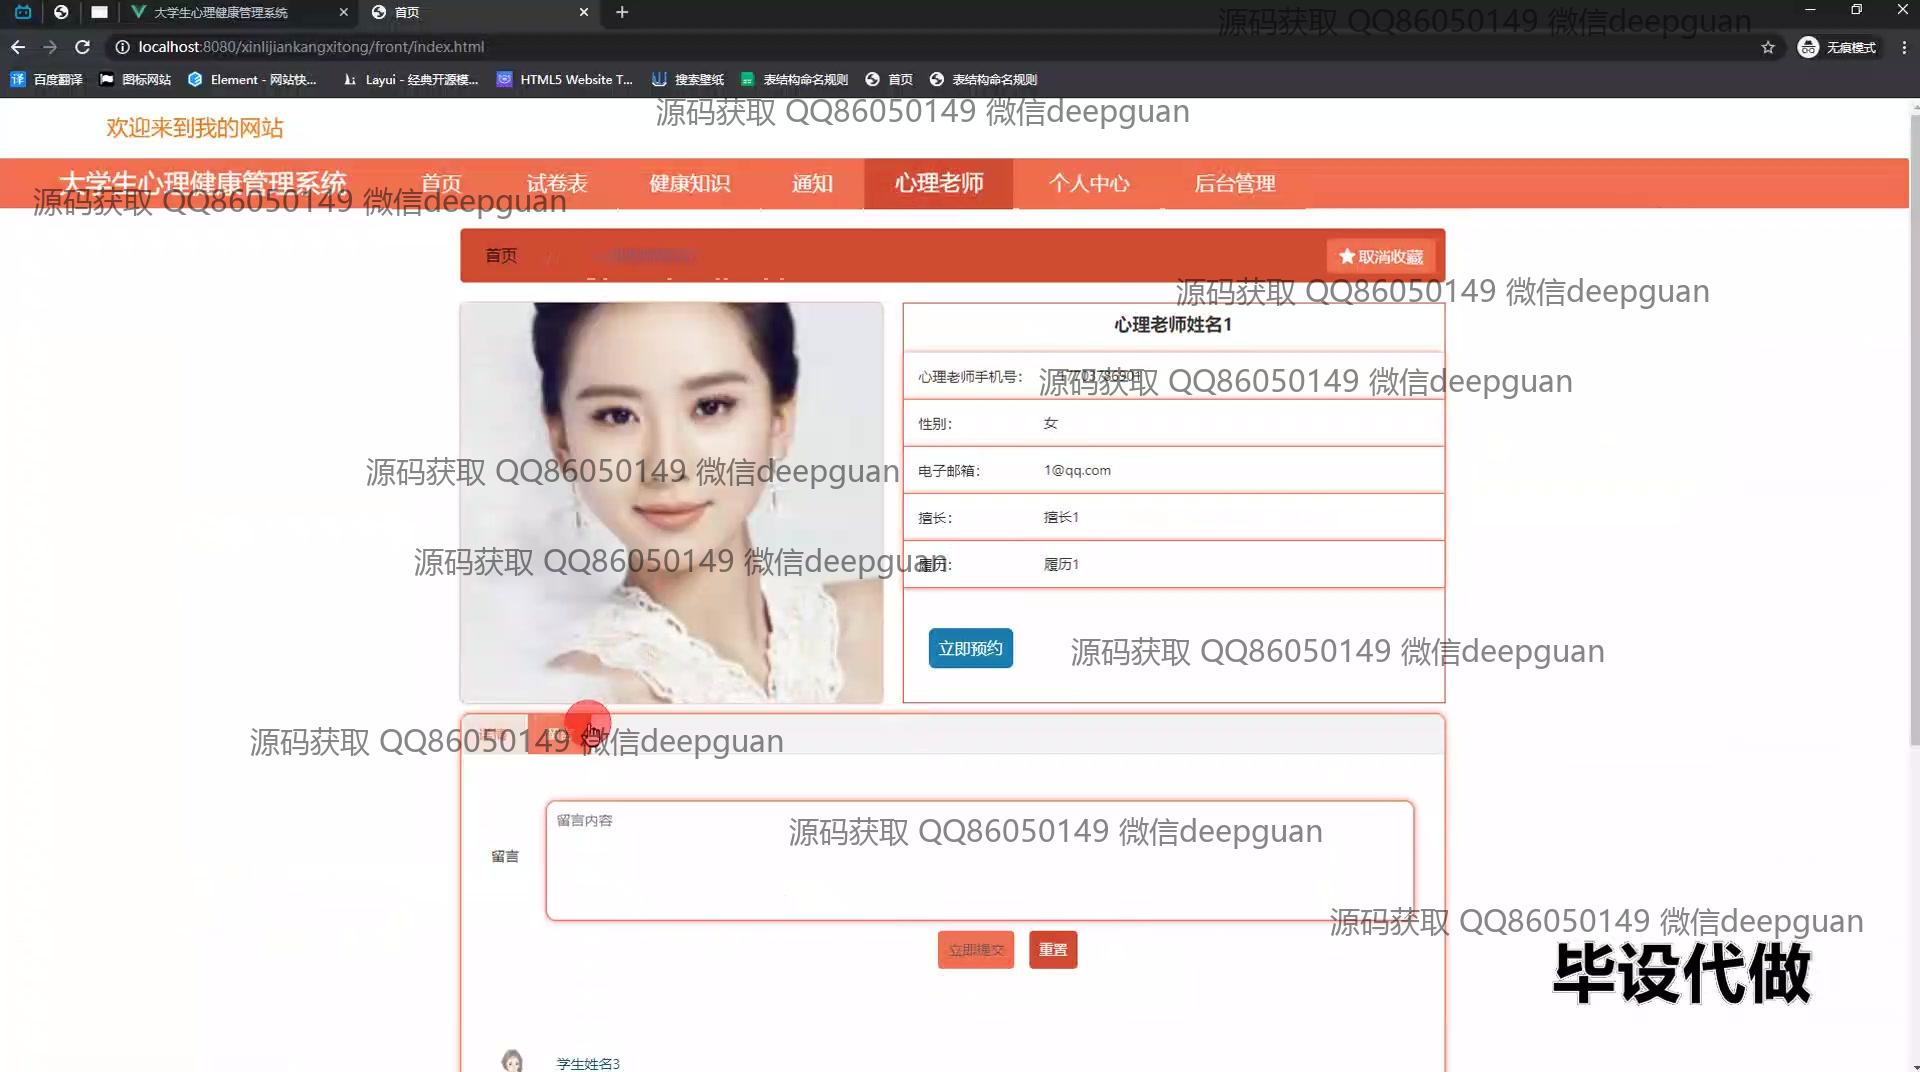 大学生心理健康管理系统
首页
localhost:8080/xinlijiankangxitong/front/index.html
无痕模式
百度翻译
图标网站
Element - 网站快...
Layui - 经典开源模...
HTML5 Website T...
搜索壁纸
表结构命名规则
首页
表结构命名规则
源码获取 QQ86050149 微信deepguan
源码获取 QQ86050149 微信deepguan
欢迎来到我的网站
大学生心理健康管理系统
首页
试卷表
健康知识
通知
心理老师
个人中心
后台管理
源码获取 QQ86050149 微信deepguan
首页
取消收藏
源码获取 QQ86050149 微信deepguan
心理老师姓名1
心理老师手机号：
源码获取 QQ86050149 微信deepguan
性别： 女
电子邮箱： 1@qq.com
源码获取 QQ86050149 微信deepguan
擅长： 擅长1
履历： 履历1
源码获取 QQ86050149 微信deepguan
立即预约
源码获取 QQ86050149 微信deepguan
源码获取 QQ86050149 微信deepguan
留言
留言内容
源码获取 QQ86050149 微信deepguan
立即提交
重置
源码获取 QQ86050149 微信deepguan
毕设代做
学生姓名3